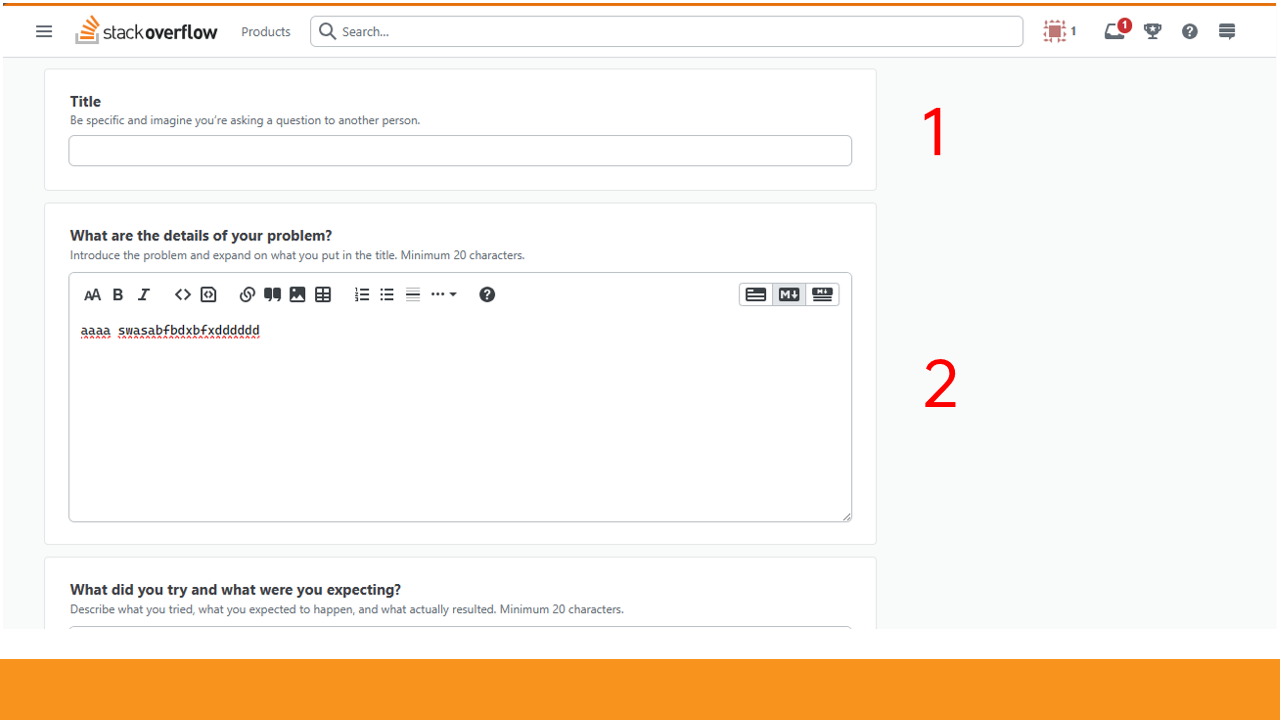 stackoverflow Products Search... 1 1
Title
Be specific and imagine you're asking a question to another person.
1
What are the details of your problem?
Introduce the problem and expand on what you put in the title. Minimum 20 characters.
AA B I M
aaaa swasabfbdxbfxdddddd
2
What did you try and what were you expecting?
Describe what you tried, what you expected to happen, and what actually resulted. Minimum 20 characters.